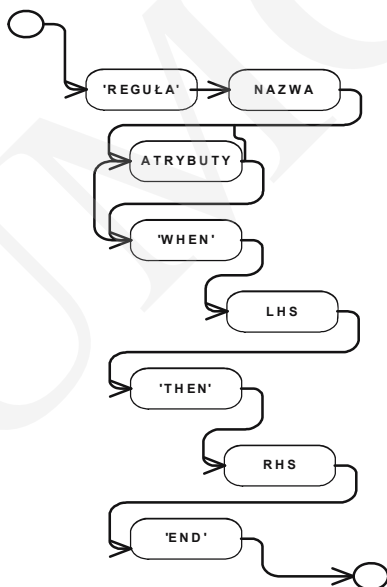 'REGUŁA'
NAZWA
ATRYBUTY
'WHEN'
LHS
'THEN'
RHS
'END'